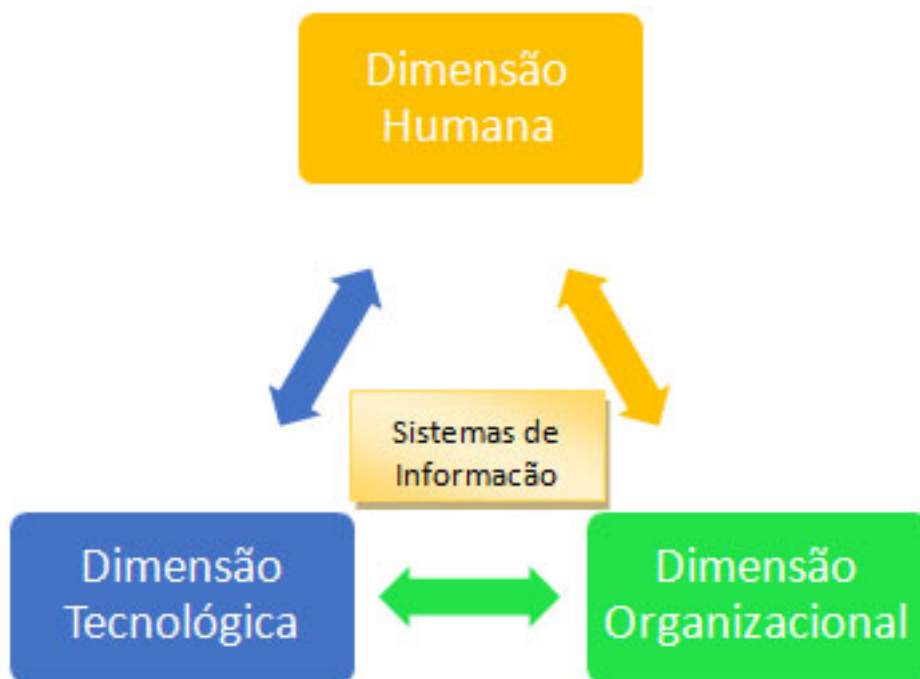 Dimensão
Humana
Sistemas de
Informacão
Dimensão
Tecnológica
Dimensão
Organizacional